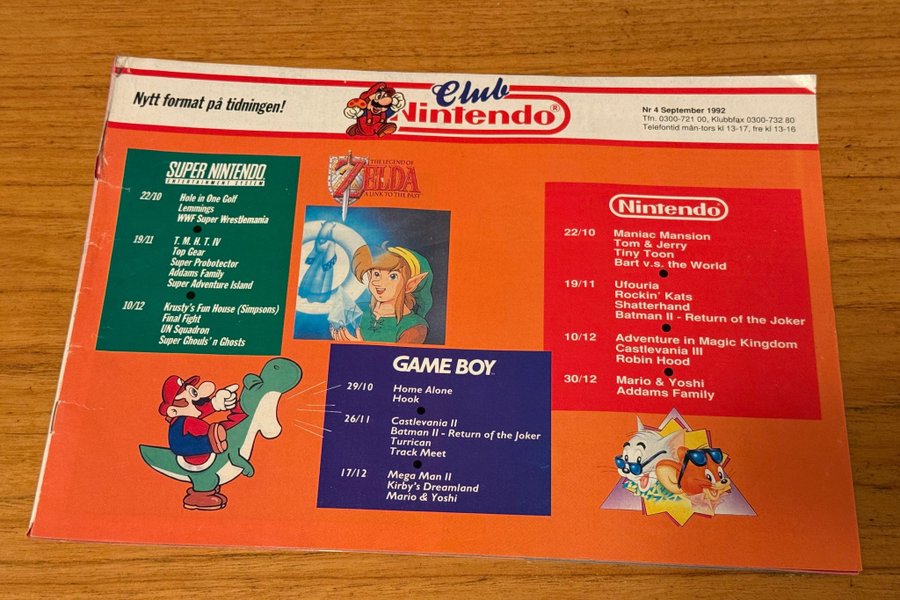 Nytt format på tidningen!
Club
Nintendo®
Nr 4 September 1992
Tfn. 0300-721 00, Klubbfax 0300-732 80
Telefontid mån-tors kl 13-17, fre kl 13-16
SUPER NINTENDO
ENTERTAINMENT SYSTEM
22/10 Hole in One Golf
Lemmings
WWF Super Wrestlemania
19/11 T. M. H. T. IV
Top Gear
Super Probotector
Addams Family
Super Adventure Island
10/12 Krusty's Fun House (Simpsons)
Final Fight
UN Squadron
Super Ghouls' n Ghosts
THE LEGEND OF
ZELDA
A LINK TO THE PAST
Nintendo
22/10 Maniac Mansion
Tom & Jerry
Tiny Toon
Bart v.s. the World
19/11 Ufouria
Rockin' Kats
Shatterhand
Batman II - Return of the Joker
10/12 Adventure in Magic Kingdom
Castlevania III
Robin Hood
30/12 Mario & Yoshi
Addams Family
GAME BOY
29/10 Home Alone
Hook
26/11 Castlevania II
Batman II - Return of the Joker
Turrican
Track Meet
17/12 Mega Man II
Kirby's Dreamland
Mario & Yoshi